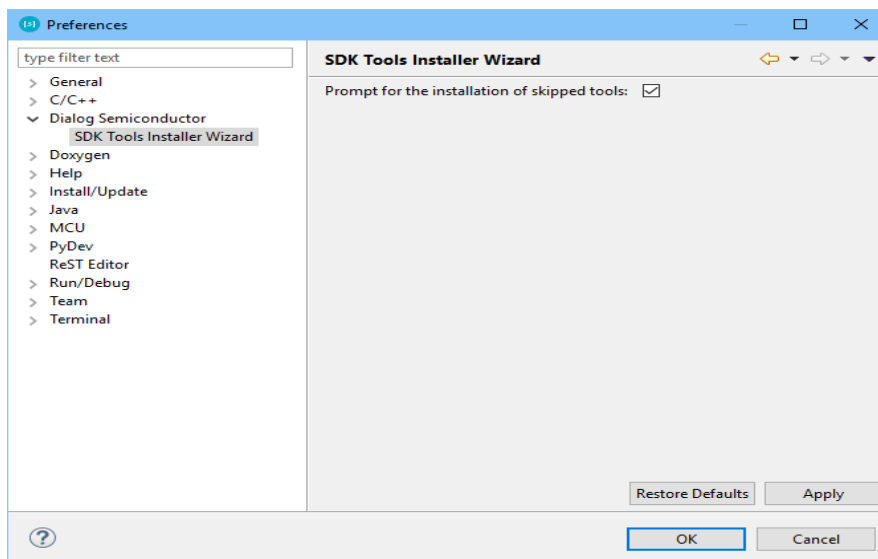 Preferences
type filter text
General
C/C++
Dialog Semiconductor
SDK Tools Installer Wizard
Doxygen
Help
Install/Update
Java
MCU
PyDev
ReST Editor
Run/Debug
Team
Terminal
SDK Tools Installer Wizard
Prompt for the installation of skipped tools:
Restore Defaults Apply
OK Cancel